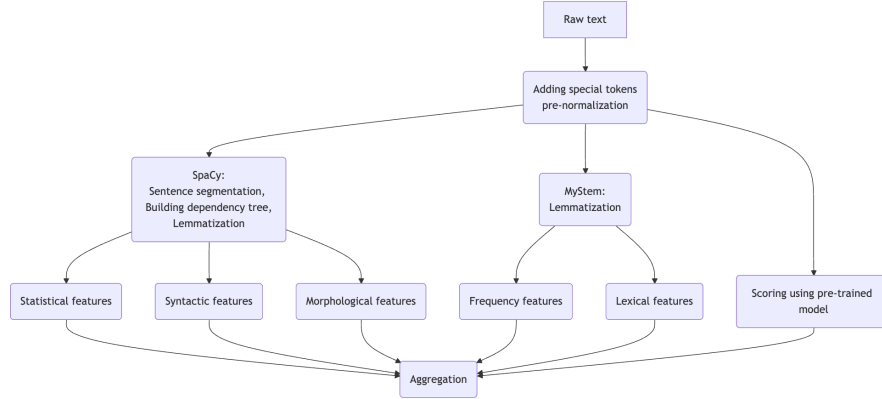 Raw text
Adding special tokens
pre-normalization
SpaCy:
Sentence segmentation,
Building dependency tree,
Lemmatization
MyStem:
Lemmatization
Statistical features
Syntactic features
Morphological features
Frequency features
Lexical features
Scoring using pre-trained
model
Aggregation